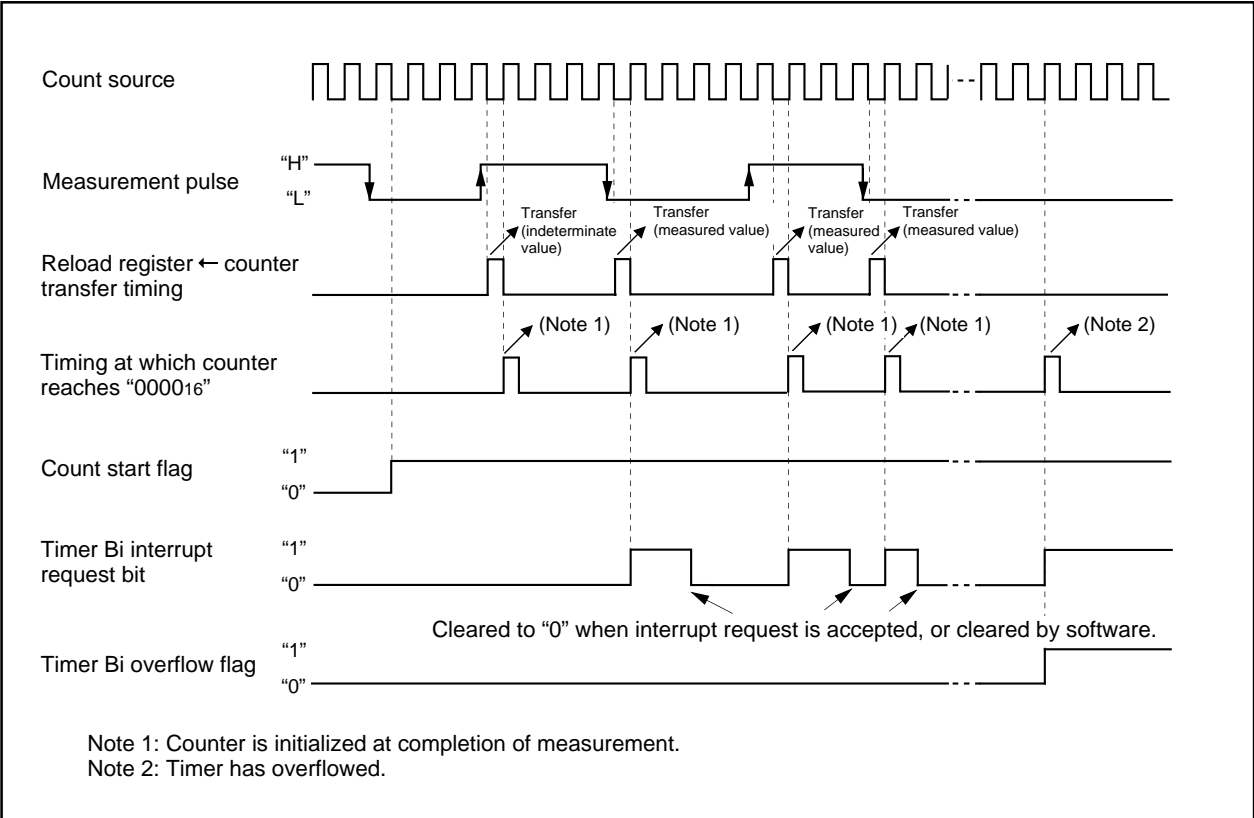 Count source
Measurement pulse
“H”
“L”
Transfer
(indeterminate
value)
Transfer
(measured value)
Transfer
(measured
value)
Transfer
(measured value)
Reload register ← counter
transfer timing
(Note 1)
(Note 1)
(Note 1)
(Note 1)
(Note 2)
Timing at which counter
reaches “000016”
Count start flag
“1”
“0”
Timer Bi interrupt
request bit
“1”
“0”
Cleared to “0” when interrupt request is accepted, or cleared by software.
Timer Bi overflow flag
“1”
“0”
Note 1: Counter is initialized at completion of measurement.
Note 2: Timer has overflowed.